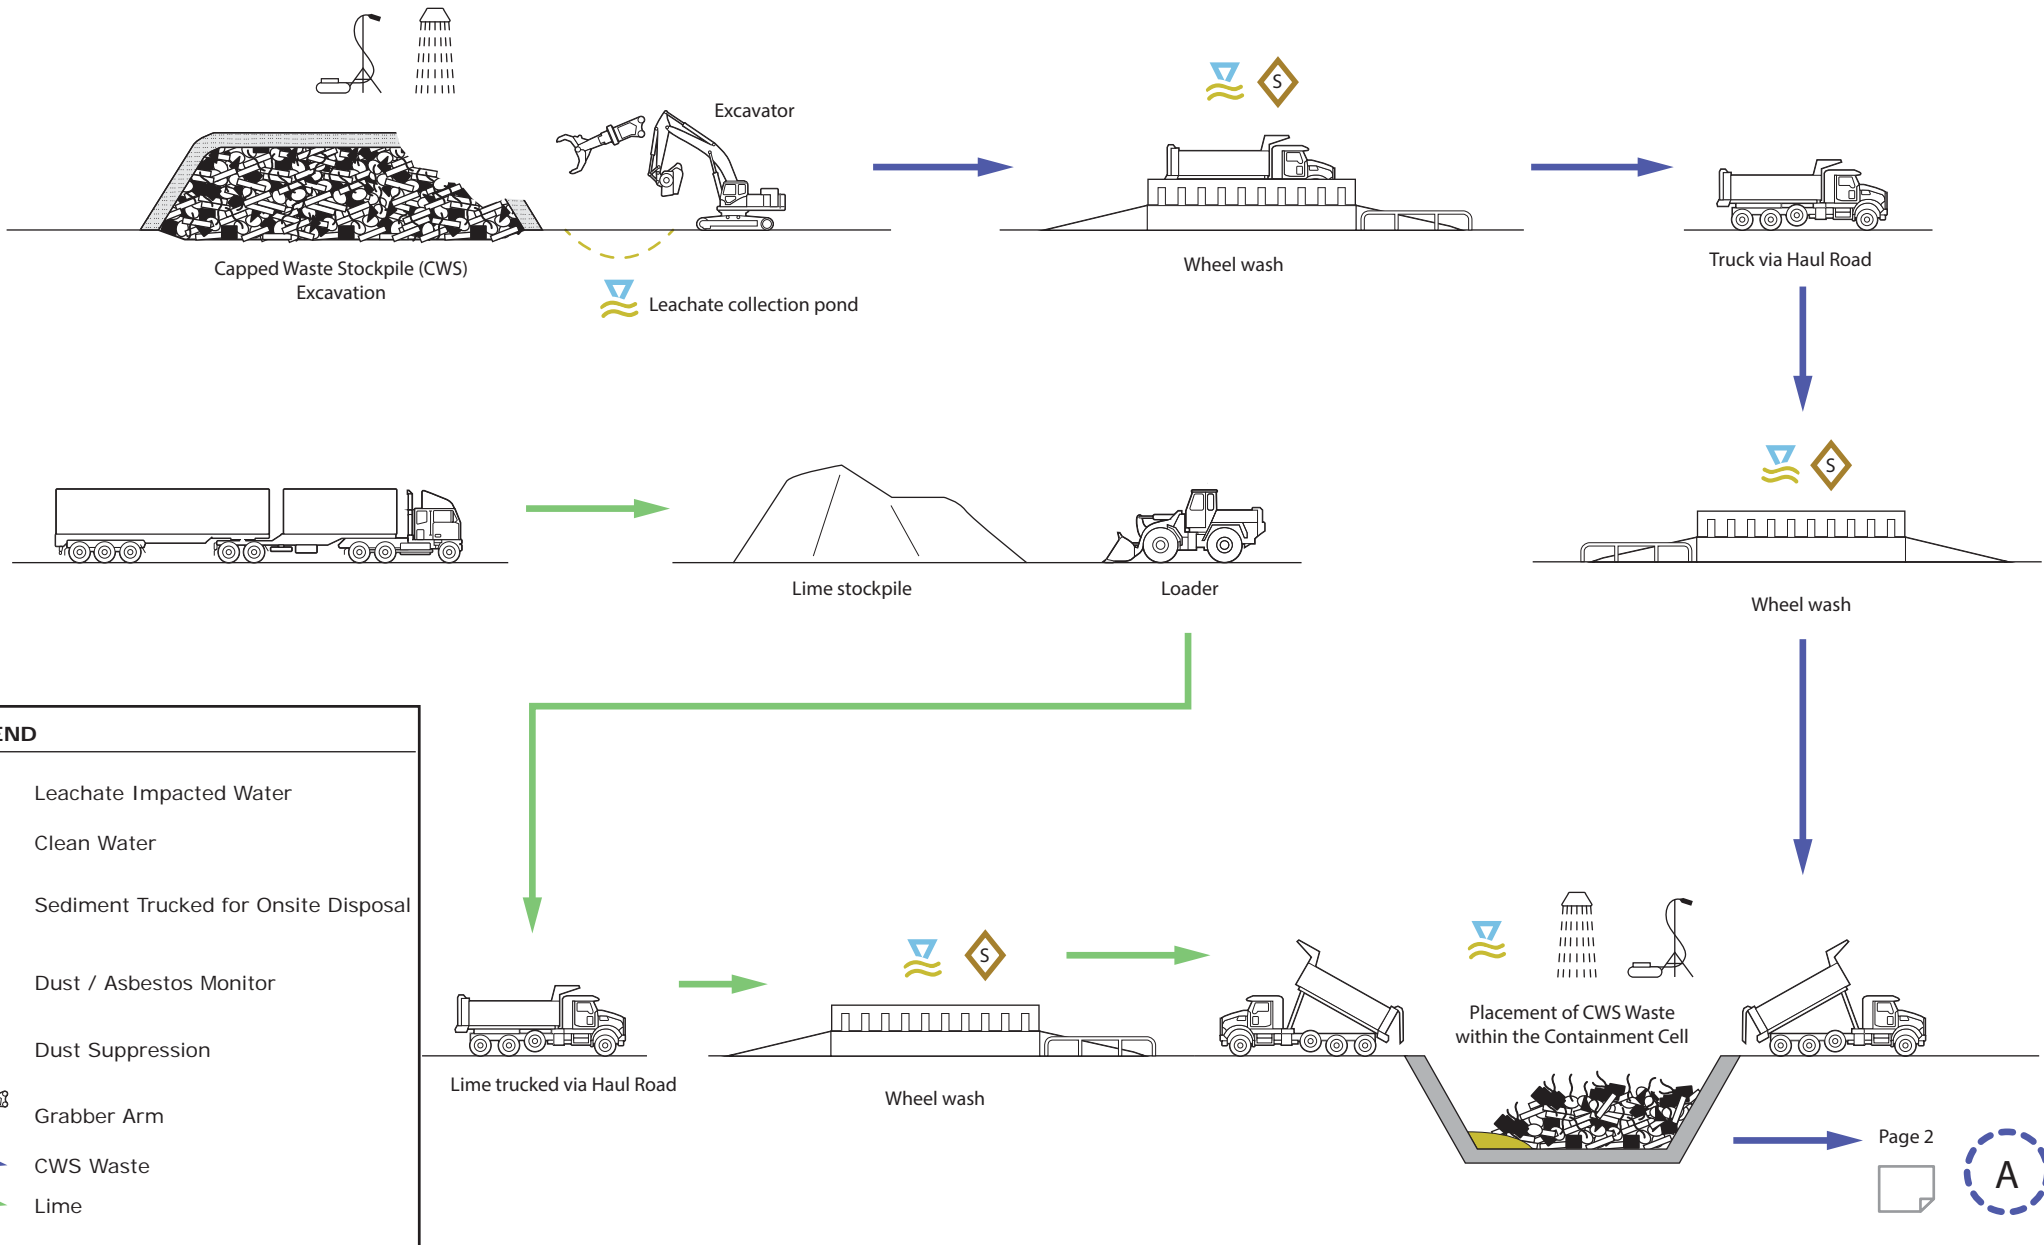 Excavator
Capped Waste Stockpile (CWS)
Excavation
Leachate collection pond
S
Wheel wash
Truck via Haul Road
S
Wheel wash
Lime stockpile
Loader
END
Leachate Impacted Water
Clean Water
Sediment Trucked for Onsite Disposal
Dust / Asbestos Monitor
Dust Suppression
Grabber Arm
CWS Waste
Lime
Lime trucked via Haul Road
S
Wheel wash
Placement of CWS Waste
within the Containment Cell
Page 2
A